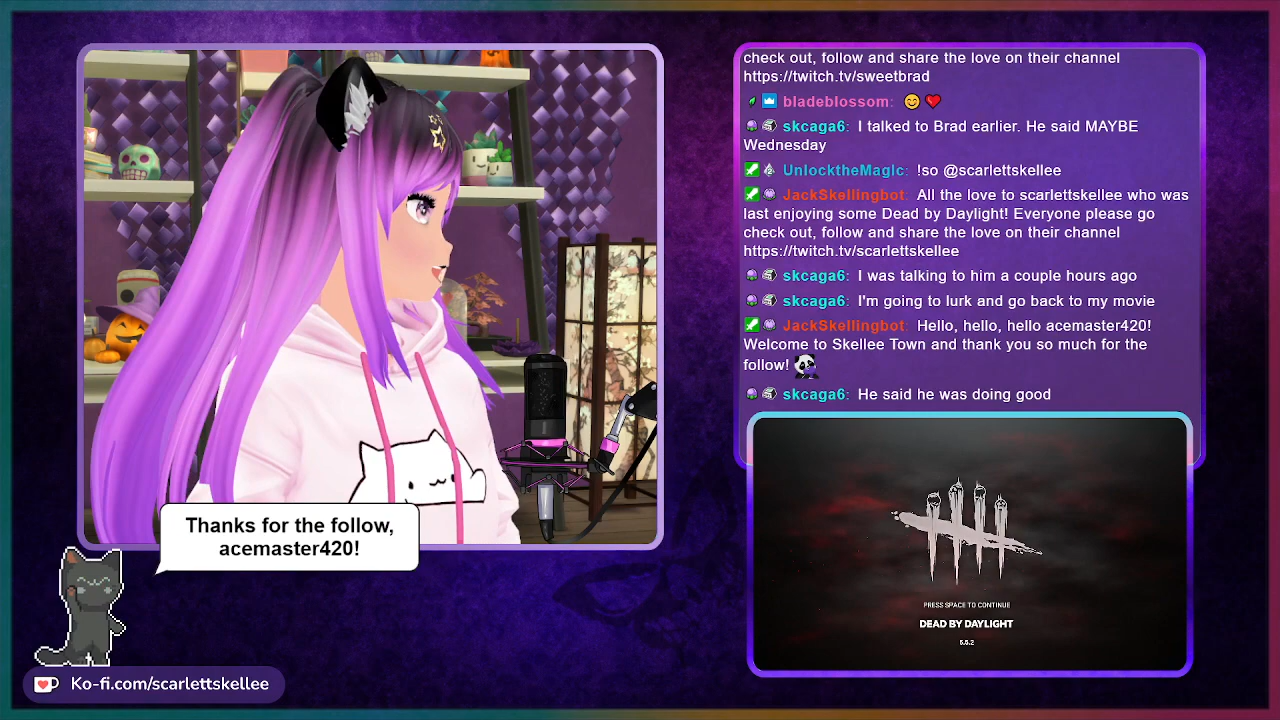 check out, follow and share the love on their channel
https://twitch.tv/sweetbrad
bladeblossom:
skcaga6: I talked to Brad earlier. He said MAYBE
Wednesday
UnlocktheMagic: !so @scarlettskellee
JackSkellingbot: All the love to scarlettskellee who was
last enjoying some Dead by Daylight! Everyone please go
check out, follow and share the love on their channel
https://twitch.tv/scarlettskellee
skcaga6: I was talking to him a couple hours ago
skcaga6: I'm going to lurk and go back to my movie
JackSkellingbot: Hello, hello, hello acemaster420!
Welcome to Skellee Town and thank you so much for the
follow!
skcaga6: He said he was doing good
Thanks for the follow,
acemaster420!
PRESS SPACE TO CONTINUE
DEAD BY DAYLIGHT
5.5.2
Ko-fi.com/scarlettskellee